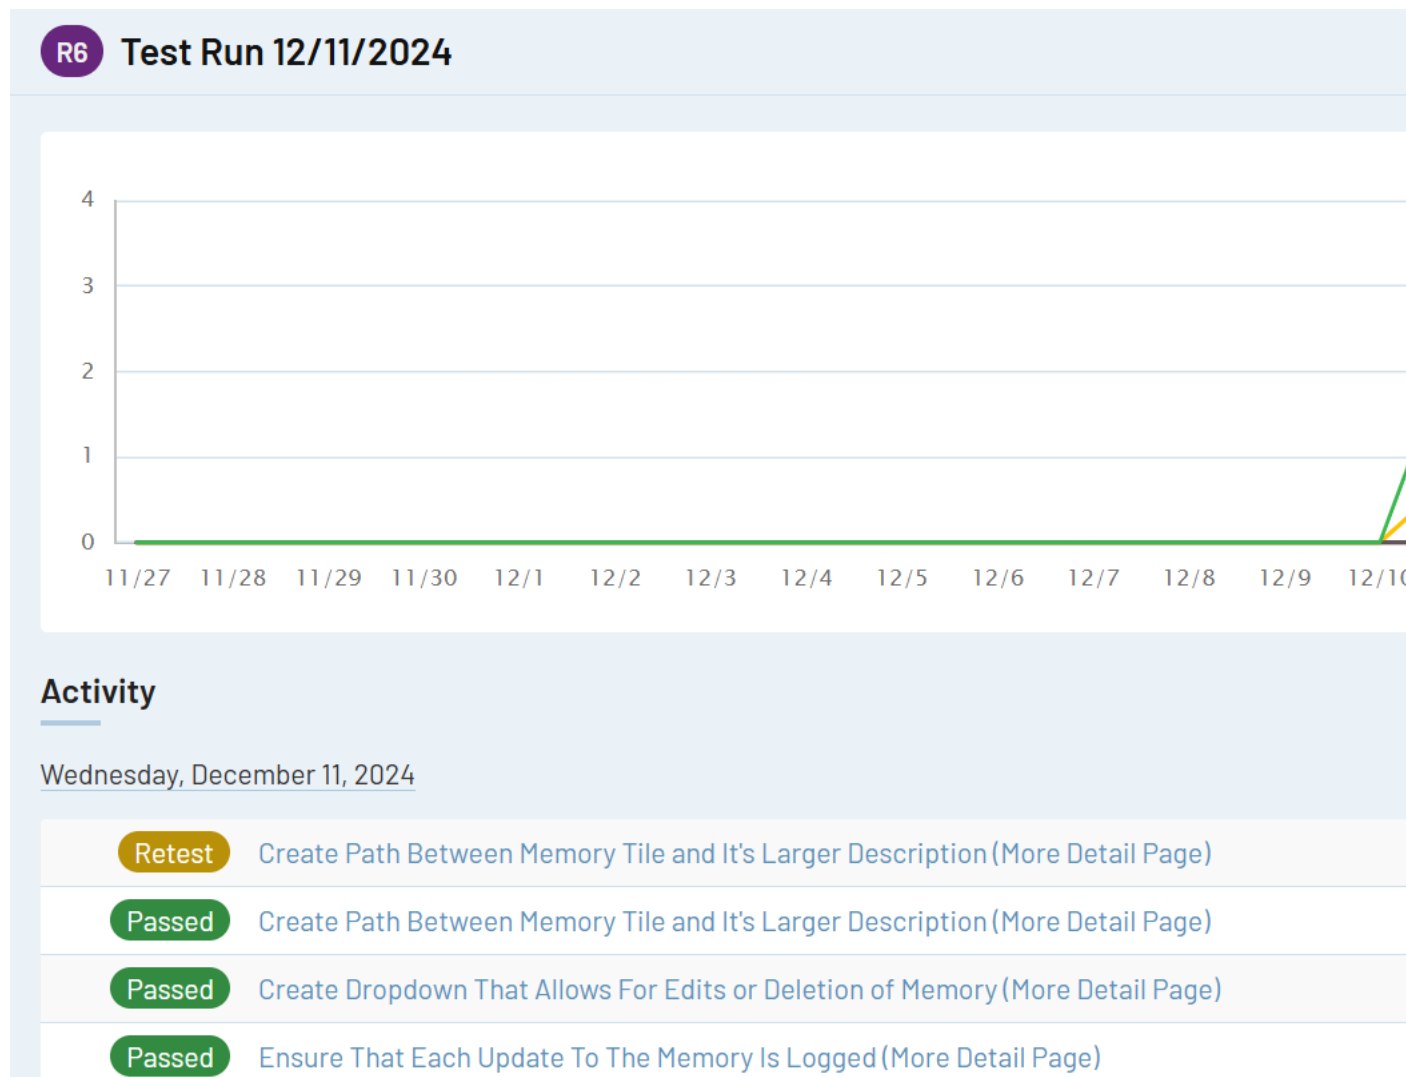 R6 Test Run 12/11/2024
4
3
2
1
0
11/27 11/28 11/29 11/30 12/1 12/2 12/3 12/4 12/5 12/6 12/7 12/8 12/9 12/10
Activity
Wednesday, December 11, 2024
Retest Create Path Between Memory Tile and It's Larger Description (More Detail Page)
Passed Create Path Between Memory Tile and It's Larger Description (More Detail Page)
Passed Create Dropdown That Allows For Edits or Deletion of Memory (More Detail Page)
Passed Ensure That Each Update To The Memory Is Logged (More Detail Page)